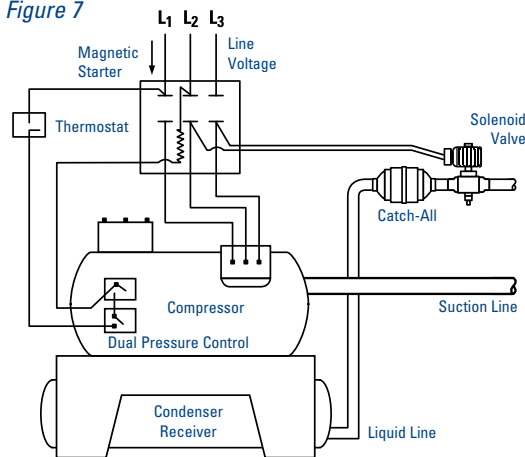 Figure 7
L1 L2 L3
Line
Voltage
Magnetic
Starter
Thermostat
Solenoid
Valve
Catch-All
Compressor
Suction Line
Dual Pressure Control
Condenser
Receiver
Liquid Line